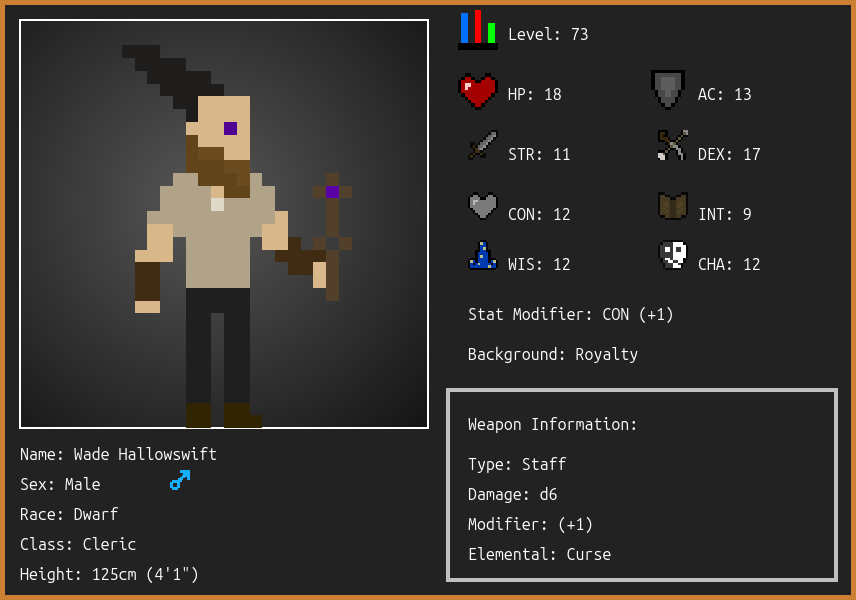 Level: 73
HP: 18
AC: 13
STR: 11
DEX: 17
CON: 12
INT: 9
WIS: 12
CHA: 12
Stat Modifier: CON (+1)
Background: Royalty
Weapon Information:
Type: Staff
Damage: d6
Modifier: (+1)
Elemental: Curse
Name: Wade Hallowswift
Sex: Male
Race: Dwarf
Class: Cleric
Height: 125cm (4'1")